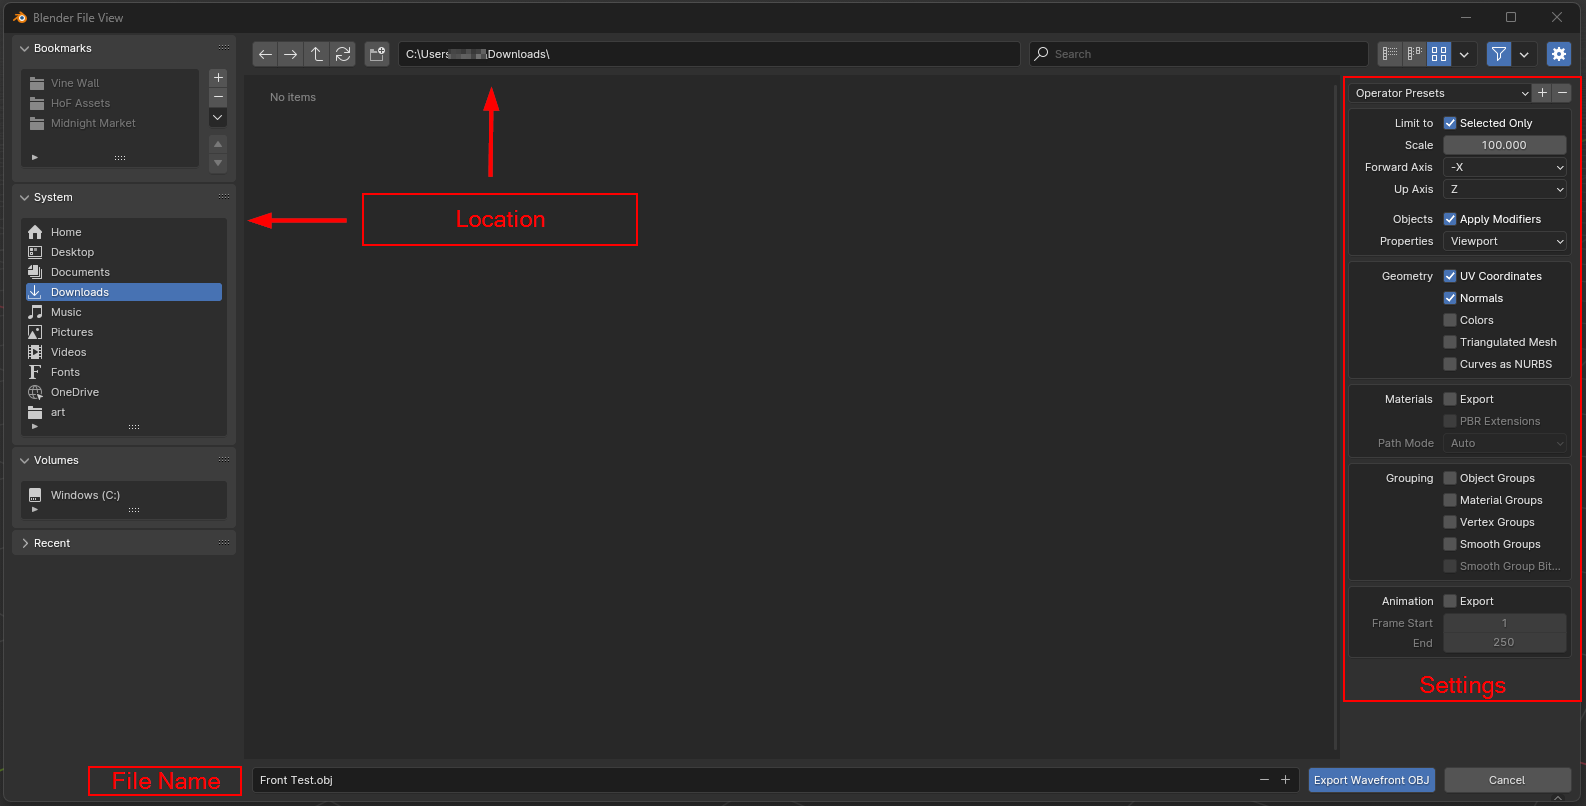 Blender File View
Bookmarks
Vine Wall
HoF Assets
Midnight Market
System
Home
Desktop
Documents
Downloads
Music
Pictures
Videos
Fonts
OneDrive
art
Volumes
Windows (C:)
Recent
C:\Users\ \Downloads\
Search
No items
Location
Operator Presets
Limit to Selected Only
Scale 100.000
Forward Axis -X
Up Axis Z
Objects Apply Modifiers
Properties Viewport
Geometry UV Coordinates
Normals
Colors
Triangulated Mesh
Curves as NURBS
Materials Export
PBR Extensions
Path Mode Auto
Grouping Object Groups
Material Groups
Vertex Groups
Smooth Groups
Smooth Group Bit...
Animation Export
Frame Start 1
End 250
Settings
File Name
Front Test.obj
Export Wavefront OBJ
Cancel